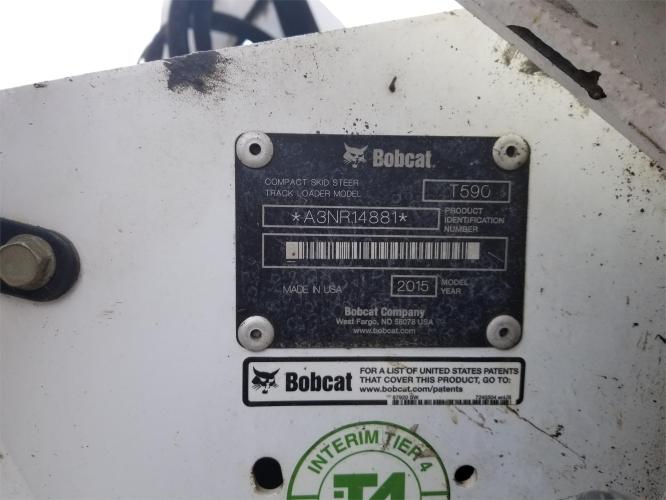 Bobcat
COMPACT SKID STEER
TRACK LOADER MODEL
T590
*A3NR14881*
PRODUCT
IDENTIFICATION
NUMBER
MADE IN USA
2015
MODEL
YEAR
Bobcat Company
West Fargo, ND 58078 USA
www.bobcat.com
Bobcat
FOR A LIST OF UNITED STATES PATENTS
THAT COVER THIS PRODUCT, GO TO:
www.bobcat.com/patents
INTERIM TIER 4